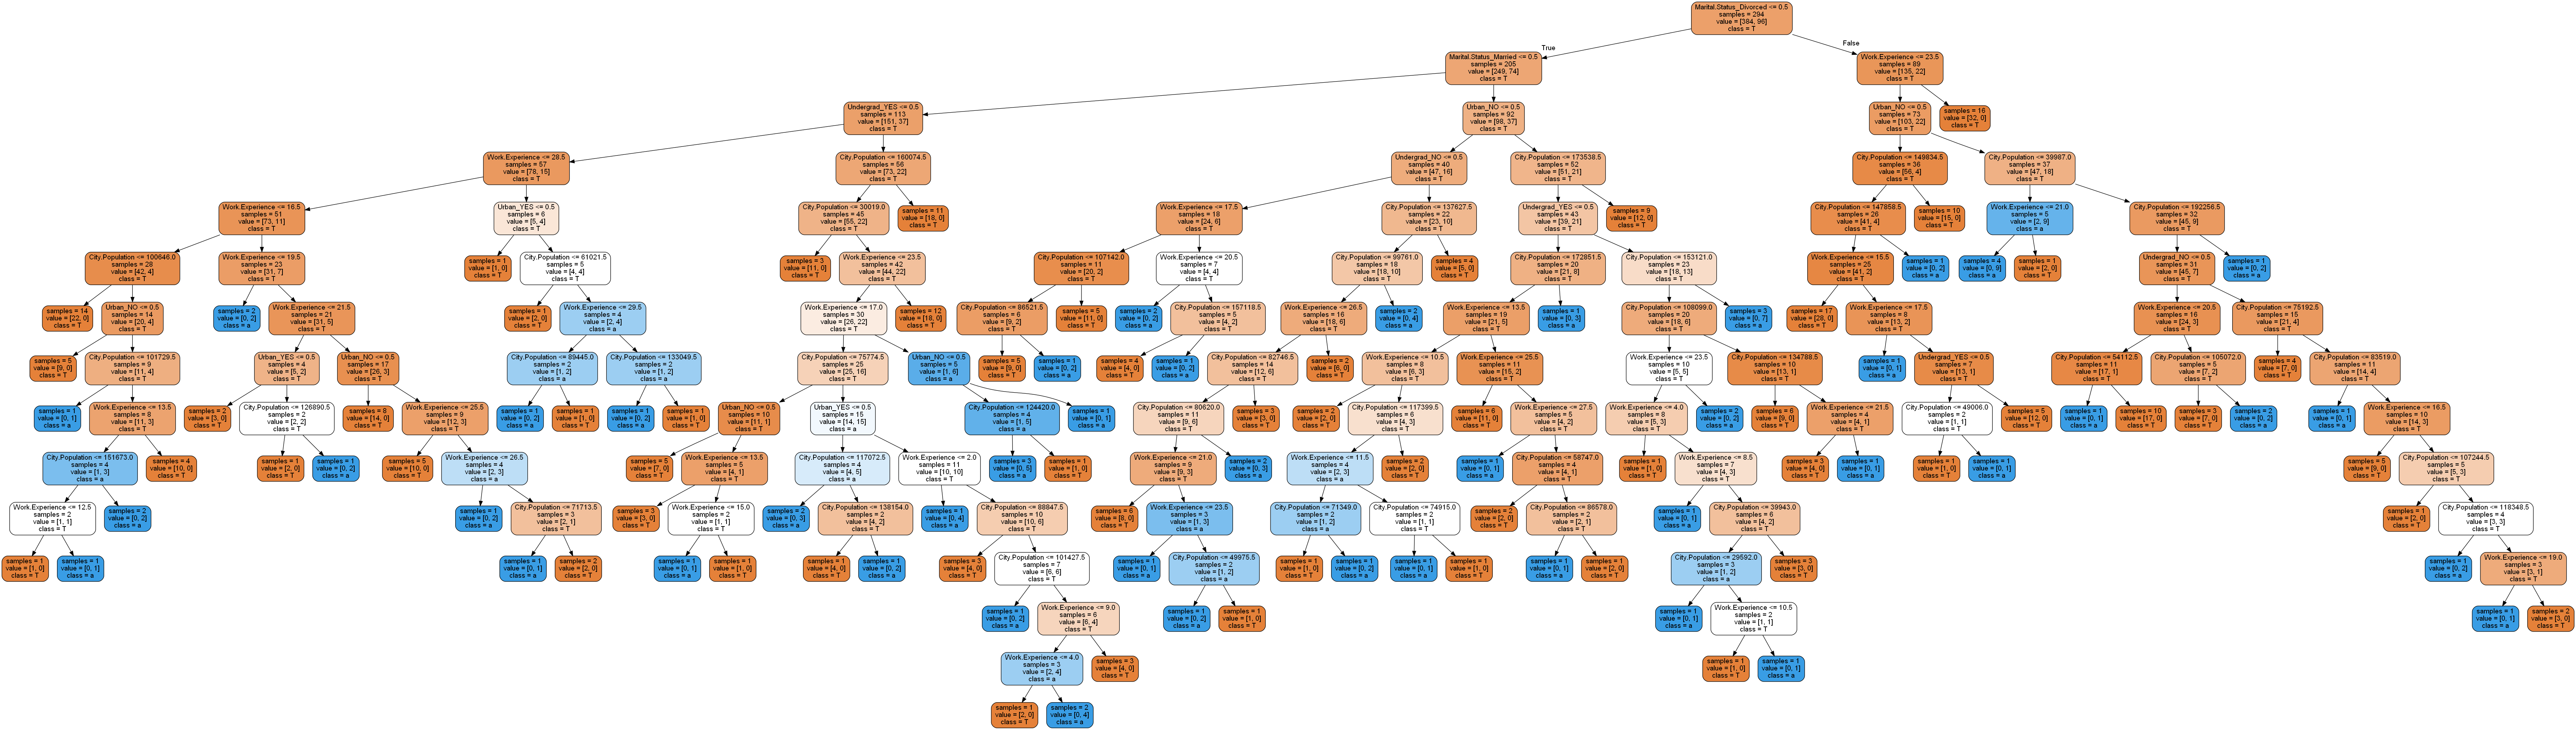 Marital.Status_Divorced <= 0.5
samples = 294
value = [384, 96]
class = T
True
False
Marital.Status_Married <= 0.5
samples = 205
value = [249, 74]
class = T
Work.Experience <= 23.5
samples = 89
value = [135, 22]
class = T
Undergrad_YES <= 0.5
samples = 113
value = [151, 37]
class = T
Urban_NO <= 0.5
samples = 92
value = [98, 37]
class = T
Urban_NO <= 0.5
samples = 73
value = [103, 22]
class = T
samples = 16
value = [32, 0]
class = T
Work.Experience <= 28.5
samples = 57
value = [78, 15]
class = T
City.Population <= 160074.5
samples = 56
value = [73, 22]
class = T
Undergrad_NO <= 0.5
samples = 40
value = [47, 16]
class = T
City.Population <= 173538.5
samples = 52
value = [51, 21]
class = T
City.Population <= 149834.5
samples = 36
value = [56, 4]
class = T
City.Population <= 39987.0
samples = 37
value = [47, 18]
class = T
Work.Experience <= 16.5
samples = 51
value = [73, 11]
class = T
Urban_YES <= 0.5
samples = 6
value = [5, 4]
class = T
City.Population <= 30019.0
samples = 45
value = [55, 22]
class = T
samples = 11
value = [18, 0]
class = T
Work.Experience <= 17.5
samples = 18
value = [24, 6]
class = T
City.Population <= 137627.5
samples = 22
value = [23, 10]
class = T
Undergrad_YES <= 0.5
samples = 43
value = [39, 21]
class = T
samples = 9
value = [12, 0]
class = T
City.Population <= 147858.5
samples = 26
value = [41, 4]
class = T
samples = 10
value = [15, 0]
class = T
Work.Experience <= 21.0
samples = 5
value = [2, 9]
class = a
City.Population <= 192256.5
samples = 32
value = [45, 9]
class = T
City.Population <= 100646.0
samples = 28
value = [42, 4]
class = T
Work.Experience <= 19.5
samples = 23
value = [31, 7]
class = T
samples = 1
value = [1, 0]
class = T
City.Population <= 61021.5
samples = 5
value = [4, 4]
class = T
samples = 3
value = [11, 0]
class = T
Work.Experience <= 23.5
samples = 42
value = [44, 22]
class = T
City.Population <= 107142.0
samples = 11
value = [20, 2]
class = T
Work.Experience <= 20.5
samples = 7
value = [4, 4]
class = T
City.Population <= 99761.0
samples = 18
value = [18, 10]
class = T
samples = 4
value = [5, 0]
class = T
City.Population <= 172851.5
samples = 20
value = [21, 8]
class = T
City.Population <= 153121.0
samples = 23
value = [18, 13]
class = T
Work.Experience <= 15.5
samples = 25
value = [41, 2]
class = T
samples = 1
value = [0, 2]
class = a
samples = 4
value = [0, 9]
class = a
samples = 1
value = [2, 0]
class = T
Undergrad_NO <= 0.5
samples = 31
value = [45, 7]
class = T
samples = 1
value = [0, 2]
class = a
samples = 14
value = [22, 0]
class = T
Urban_NO <= 0.5
samples = 14
value = [20, 4]
class = T
samples = 2
value = [0, 2]
class = a
Work.Experience <= 21.5
samples = 21
value = [31, 5]
class = T
samples = 1
value = [2, 0]
class = T
Work.Experience <= 29.5
samples = 4
value = [2, 4]
class = a
Work.Experience <= 17.0
samples = 30
value = [26, 22]
class = T
samples = 12
value = [18, 0]
class = T
City.Population <= 86521.5
samples = 6
value = [9, 2]
class = T
samples = 5
value = [11, 0]
class = T
samples = 2
value = [0, 2]
class = a
City.Population <= 157118.5
samples = 5
value = [4, 2]
class = T
Work.Experience <= 26.5
samples = 16
value = [18, 6]
class = T
samples = 2
value = [0, 4]
class = a
Work.Experience <= 13.5
samples = 19
value = [21, 5]
class = T
samples = 1
value = [0, 3]
class = a
City.Population <= 108099.0
samples = 20
value = [18, 6]
class = T
samples = 3
value = [0, 7]
class = a
samples = 17
value = [28, 0]
class = T
Work.Experience <= 17.5
samples = 8
value = [13, 2]
class = T
Work.Experience <= 20.5
samples = 16
value = [24, 3]
class = T
City.Population <= 75192.5
samples = 15
value = [21, 4]
class = T
samples = 5
value = [9, 0]
class = T
City.Population <= 101729.5
samples = 9
value = [11, 4]
class = T
Urban_YES <= 0.5
samples = 4
value = [5, 2]
class = T
Urban_NO <= 0.5
samples = 17
value = [26, 3]
class = T
City.Population <= 89445.0
samples = 2
value = [1, 2]
class = a
City.Population <= 133049.5
samples = 2
value = [1, 2]
class = a
City.Population <= 75774.5
samples = 25
value = [25, 16]
class = T
Urban_NO <= 0.5
samples = 5
value = [1, 6]
class = a
samples = 5
value = [9, 0]
class = T
samples = 1
value = [0, 2]
class = a
samples = 4
value = [4, 0]
class = T
samples = 1
value = [0, 2]
class = a
City.Population <= 82746.5
samples = 14
value = [12, 6]
class = T
samples = 2
value = [6, 0]
class = T
Work.Experience <= 10.5
samples = 8
value = [6, 3]
class = T
Work.Experience <= 25.5
samples = 11
value = [15, 2]
class = T
Work.Experience <= 23.5
samples = 10
value = [5, 5]
class = T
City.Population <= 134788.5
samples = 10
value = [13, 1]
class = T
samples = 1
value = [0, 1]
class = a
Undergrad_YES <= 0.5
samples = 7
value = [13, 1]
class = T
City.Population <= 54112.5
samples = 11
value = [17, 1]
class = T
City.Population <= 105072.0
samples = 5
value = [7, 2]
class = T
samples = 4
value = [7, 0]
class = T
City.Population <= 83519.0
samples = 11
value = [14, 4]
class = T
samples = 1
value = [0, 1]
class = a
Work.Experience <= 13.5
samples = 8
value = [11, 3]
class = T
samples = 2
value = [3, 0]
class = T
City.Population <= 126890.5
samples = 2
value = [2, 2]
class = T
samples = 8
value = [14, 0]
class = T
Work.Experience <= 25.5
samples = 9
value = [12, 3]
class = T
samples = 1
value = [0, 2]
class = a
samples = 1
value = [1, 0]
class = T
samples = 1
value = [0, 2]
class = a
samples = 1
value = [1, 0]
class = T
Urban_NO <= 0.5
samples = 10
value = [11, 1]
class = T
Urban_YES <= 0.5
samples = 15
value = [14, 15]
class = a
City.Population <= 124420.0
samples = 4
value = [1, 5]
class = a
samples = 1
value = [0, 1]
class = a
City.Population <= 80620.0
samples = 11
value = [9, 6]
class = T
samples = 3
value = [3, 0]
class = T
samples = 2
value = [2, 0]
class = T
City.Population <= 117399.5
samples = 6
value = [4, 3]
class = T
samples = 6
value = [11, 0]
class = T
Work.Experience <= 27.5
samples = 5
value = [4, 2]
class = T
Work.Experience <= 4.0
samples = 8
value = [5, 3]
class = T
samples = 2
value = [0, 2]
class = a
samples = 6
value = [9, 0]
class = T
Work.Experience <= 21.5
samples = 4
value = [4, 1]
class = T
City.Population <= 49006.0
samples = 2
value = [1, 1]
class = T
samples = 5
value = [12, 0]
class = T
samples = 1
value = [0, 1]
class = a
samples = 10
value = [17, 0]
class = T
samples = 3
value = [7, 0]
class = T
samples = 2
value = [0, 2]
class = a
samples = 1
value = [0, 1]
class = a
Work.Experience <= 16.5
samples = 10
value = [14, 3]
class = T
City.Population <= 151673.0
samples = 4
value = [1, 3]
class = a
samples = 4
value = [10, 0]
class = T
samples = 1
value = [2, 0]
class = T
samples = 1
value = [0, 2]
class = a
samples = 5
value = [10, 0]
class = T
Work.Experience <= 26.5
samples = 4
value = [2, 3]
class = a
samples = 5
value = [7, 0]
class = T
Work.Experience <= 13.5
samples = 5
value = [4, 1]
class = T
City.Population <= 117072.5
samples = 4
value = [4, 5]
class = a
Work.Experience <= 2.0
samples = 11
value = [10, 10]
class = T
samples = 3
value = [0, 5]
class = a
samples = 1
value = [1, 0]
class = T
Work.Experience <= 21.0
samples = 9
value = [9, 3]
class = T
samples = 2
value = [0, 3]
class = a
Work.Experience <= 11.5
samples = 4
value = [2, 3]
class = a
samples = 2
value = [2, 0]
class = T
samples = 1
value = [0, 1]
class = a
City.Population <= 58747.0
samples = 4
value = [4, 1]
class = T
samples = 1
value = [1, 0]
class = T
Work.Experience <= 8.5
samples = 7
value = [4, 3]
class = T
samples = 3
value = [4, 0]
class = T
samples = 1
value = [0, 1]
class = a
samples = 1
value = [1, 0]
class = T
samples = 1
value = [0, 1]
class = a
samples = 5
value = [9, 0]
class = T
City.Population <= 107244.5
samples = 5
value = [5, 3]
class = T
Work.Experience <= 12.5
samples = 2
value = [1, 1]
class = T
samples = 2
value = [0, 2]
class = a
samples = 1
value = [0, 2]
class = a
City.Population <= 71713.5
samples = 3
value = [2, 1]
class = T
samples = 3
value = [3, 0]
class = T
Work.Experience <= 15.0
samples = 2
value = [1, 1]
class = T
samples = 2
value = [0, 3]
class = a
City.Population <= 138154.0
samples = 2
value = [4, 2]
class = T
samples = 1
value = [0, 4]
class = a
City.Population <= 88847.5
samples = 10
value = [10, 6]
class = T
samples = 6
value = [8, 0]
class = T
Work.Experience <= 23.5
samples = 3
value = [1, 3]
class = a
City.Population <= 71349.0
samples = 2
value = [1, 2]
class = a
City.Population <= 74915.0
samples = 2
value = [1, 1]
class = T
samples = 2
value = [2, 0]
class = T
City.Population <= 86578.0
samples = 2
value = [2, 1]
class = T
samples = 1
value = [0, 1]
class = a
City.Population <= 39943.0
samples = 6
value = [4, 2]
class = T
samples = 1
value = [2, 0]
class = T
City.Population <= 118348.5
samples = 4
value = [3, 3]
class = T
samples = 1
value = [1, 0]
class = T
samples = 1
value = [0, 1]
class = a
samples = 1
value = [0, 1]
class = a
samples = 2
value = [2, 0]
class = T
samples = 1
value = [0, 1]
class = a
samples = 1
value = [1, 0]
class = T
samples = 1
value = [4, 0]
class = T
samples = 1
value = [0, 2]
class = a
samples = 3
value = [4, 0]
class = T
City.Population <= 101427.5
samples = 7
value = [6, 6]
class = T
samples = 1
value = [0, 1]
class = a
City.Population <= 49975.5
samples = 2
value = [1, 2]
class = a
samples = 1
value = [1, 0]
class = T
samples = 1
value = [0, 2]
class = a
samples = 1
value = [0, 1]
class = a
samples = 1
value = [1, 0]
class = T
samples = 1
value = [0, 1]
class = a
samples = 1
value = [2, 0]
class = T
City.Population <= 29592.0
samples = 3
value = [1, 2]
class = a
samples = 3
value = [3, 0]
class = T
samples = 1
value = [0, 2]
class = a
Work.Experience <= 19.0
samples = 3
value = [3, 1]
class = T
samples = 1
value = [0, 2]
class = a
Work.Experience <= 9.0
samples = 6
value = [6, 4]
class = T
samples = 1
value = [0, 2]
class = a
samples = 1
value = [1, 0]
class = T
samples = 1
value = [0, 1]
class = a
Work.Experience <= 10.5
samples = 2
value = [1, 1]
class = T
samples = 1
value = [0, 1]
class = a
samples = 2
value = [3, 0]
class = T
Work.Experience <= 4.0
samples = 3
value = [2, 4]
class = a
samples = 3
value = [4, 0]
class = T
samples = 1
value = [1, 0]
class = T
samples = 1
value = [0, 1]
class = a
samples = 1
value = [2, 0]
class = T
samples = 2
value = [0, 4]
class = a